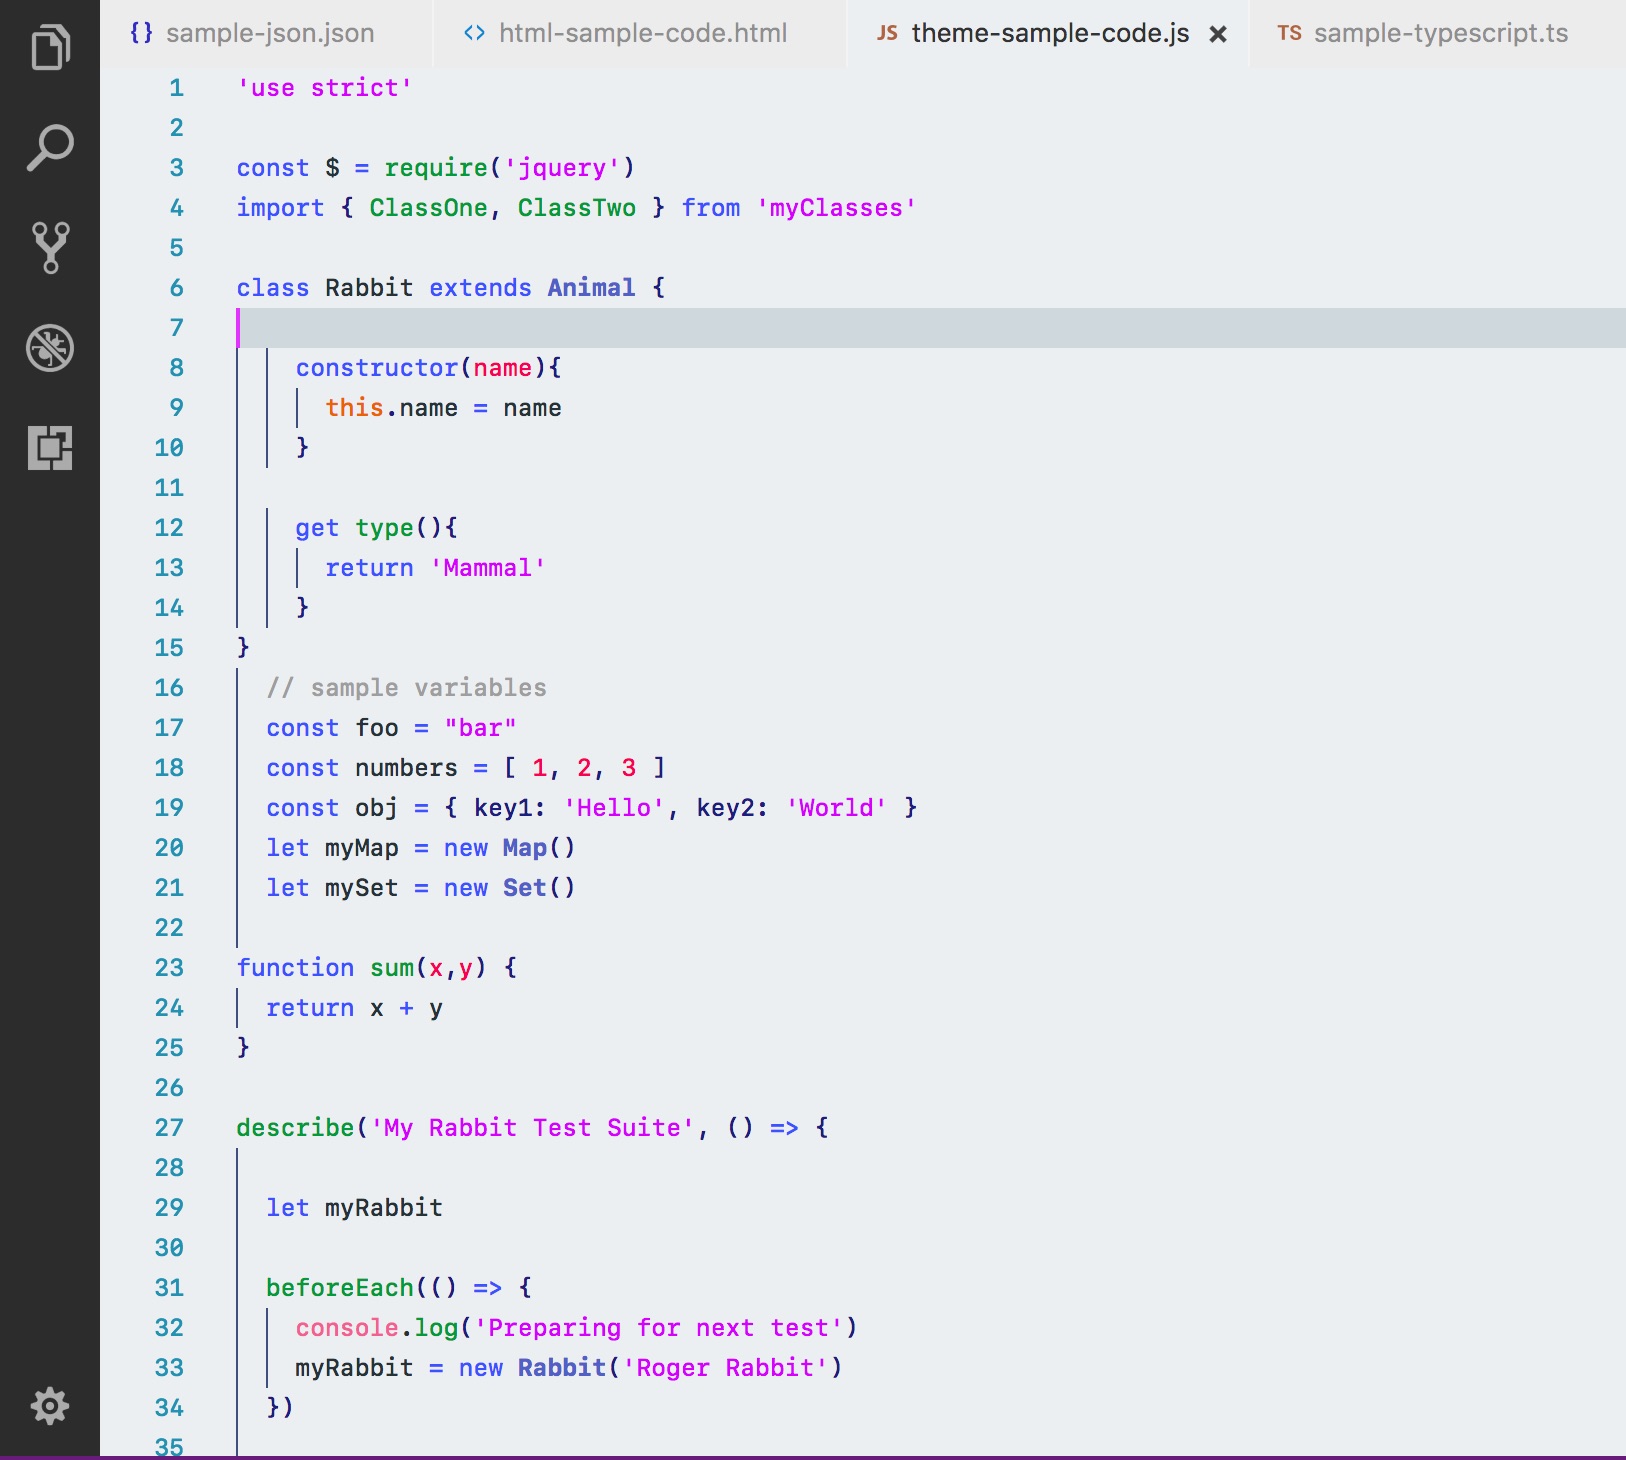 {} sample-json.json <> html-sample-code.html JS theme-sample-code.js × TS sample-typescript.ts
1 'use strict'
2
3 const $ = require('jquery')
4 import { ClassOne, ClassTwo } from 'myClasses'
5
6 class Rabbit extends Animal {
7
8     constructor(name){
9       this.name = name
10     }
11
12     get type(){
13       return 'Mammal'
14     }
15 }
16   // sample variables
17   const foo = "bar"
18   const numbers = [ 1, 2, 3 ]
19   const obj = { key1: 'Hello', key2: 'World' }
20   let myMap = new Map()
21   let mySet = new Set()
22
23 function sum(x,y) {
24   return x + y
25 }
26
27 describe('My Rabbit Test Suite', () => {
28
29   let myRabbit
30
31   beforeEach(() => {
32     console.log('Preparing for next test')
33     myRabbit = new Rabbit('Roger Rabbit')
34   })
35